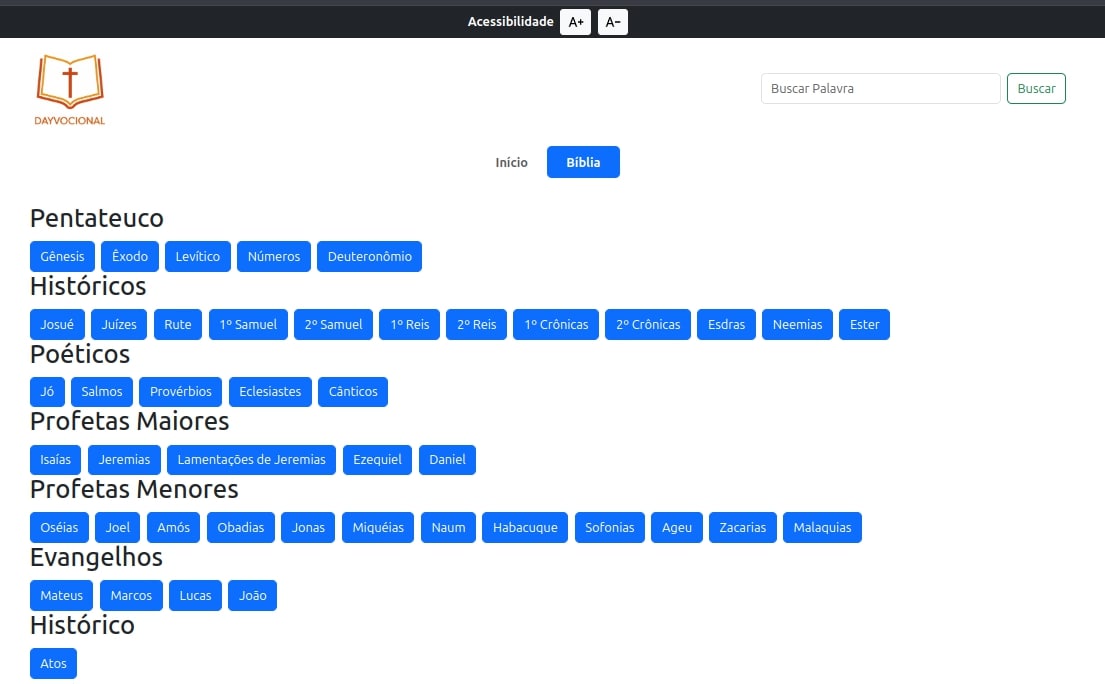 Acessibilidade A+ A-
DAYVOCIONAL
Buscar Palavra Buscar
Início Bíblia
Pentateuco
Gênesis Êxodo Levítico Números Deuteronômio
Históricos
Josué Juízes Rute 1º Samuel 2º Samuel 1º Reis 2º Reis 1º Crônicas 2º Crônicas Esdras Neemias Ester
Poéticos
Jó Salmos Provérbios Eclesiastes Cânticos
Profetas Maiores
Isaías Jeremias Lamentações de Jeremias Ezequiel Daniel
Profetas Menores
Oséias Joel Amós Obadias Jonas Miquéias Naum Habacuque Sofonias Ageu Zacarias Malaquias
Evangelhos
Mateus Marcos Lucas João
Histórico
Atos